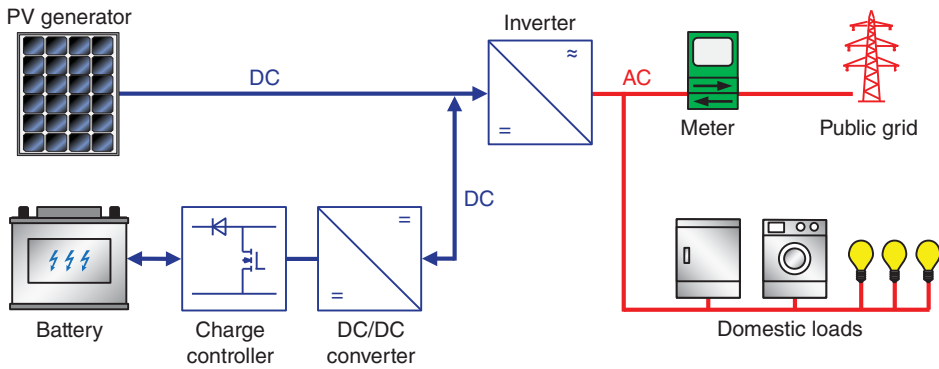 PV generator
Inverter
DC
AC
≈
=
Meter
Public grid
DC
=
=
Battery
Charge
controller
DC/DC
converter
Domestic loads